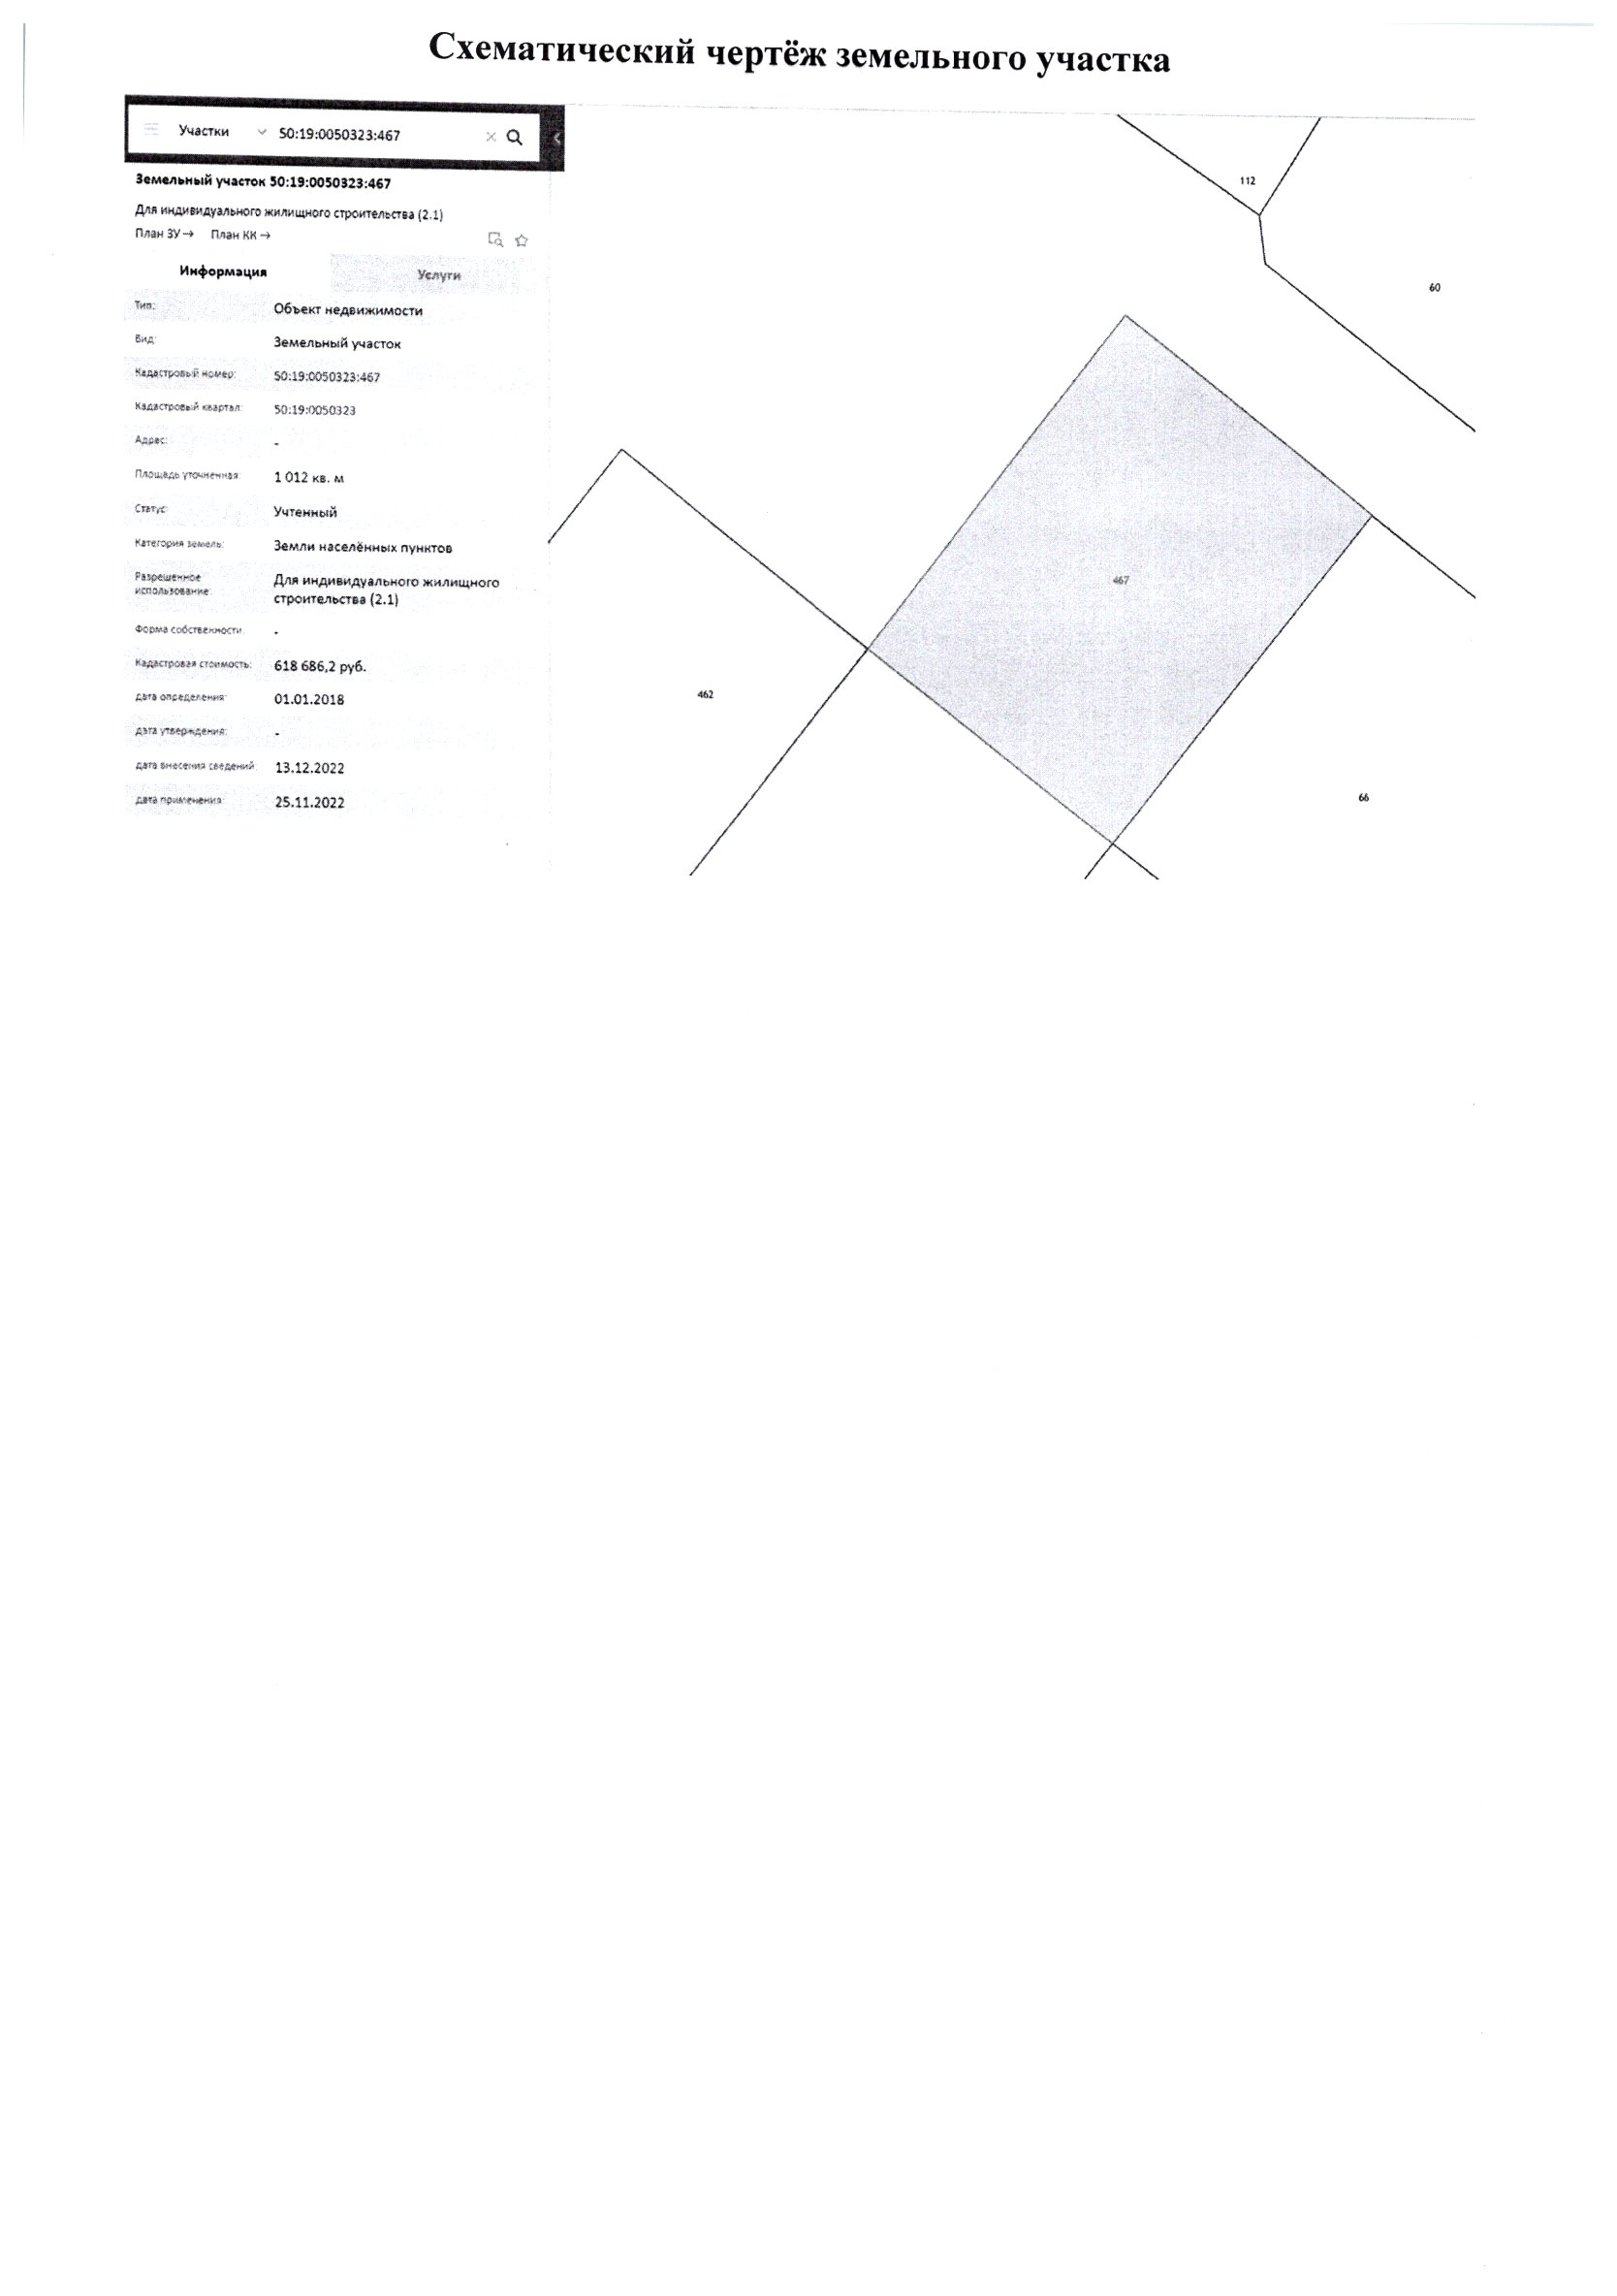 Схематический чертёж земельного участка
Участки 50:19:0050323:467
Земельный участок 50:19:0050323:467
Для индивидуального жилищного строительства (2.1)
План ЗУ → План КК →
Информация Услуги
Тип: Объект недвижимости
Вид: Земельный участок
Кадастровый номер: 50:19:0050323:467
Кадастровый квартал: 50:19:0050323
Адрес: -
Площадь уточненная: 1 012 кв. м
Статус: Учтенный
Категория земель: Земли населённых пунктов
Разрешенное использование: Для индивидуального жилищного
строительства (2.1)
Форма собственности: -
Кадастровая стоимость: 618 686,2 руб.
дата определения: 01.01.2018
дата утверждения: -
дата внесения сведений: 13.12.2022
дата применения: 25.11.2022
112
60
467
462
66